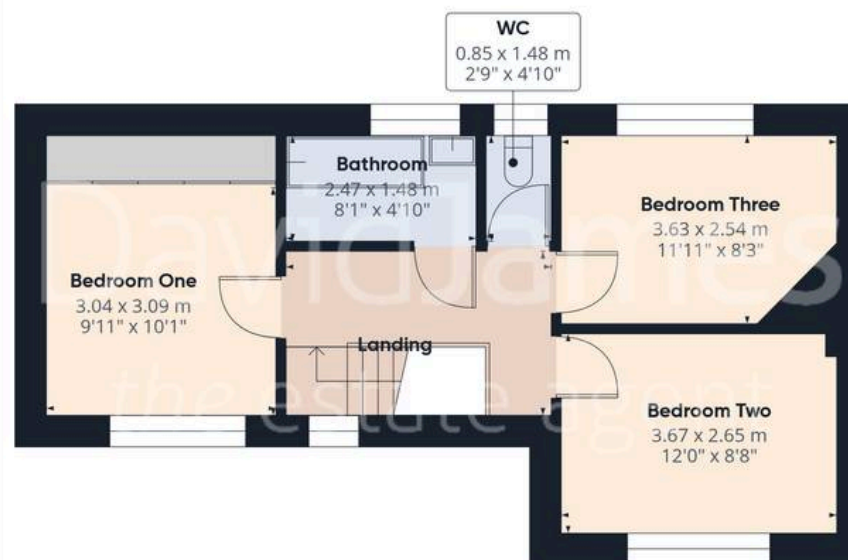 WC
0.85 x 1.48 m
2'9" x 4'10"
Bathroom
2.47 x 1.48 m
8'1" x 4'10"
Bedroom Three
3.63 x 2.54 m
11'11" x 8'3"
Bedroom One
3.04 x 3.09 m
9'11" x 10'1"
Landing
Bedroom Two
3.67 x 2.65 m
12'0" x 8'8"
DavidJames
the estate agent